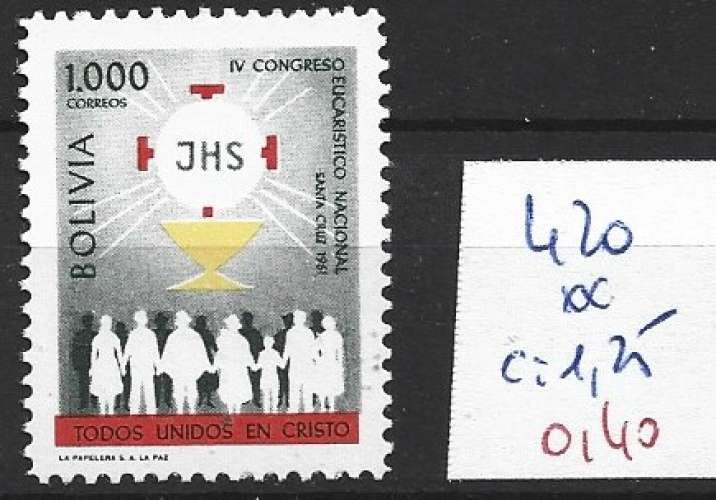 1.000
CORREOS
IV CONGRESO
EUCARISTICO NACIONAL
SANTA CRUZ 1961
BOLIVIA
JHS
TODOS UNIDOS EN CRISTO
LA PAPELERA S. A. LA PAZ
420
xx
c: 1,25
0,40